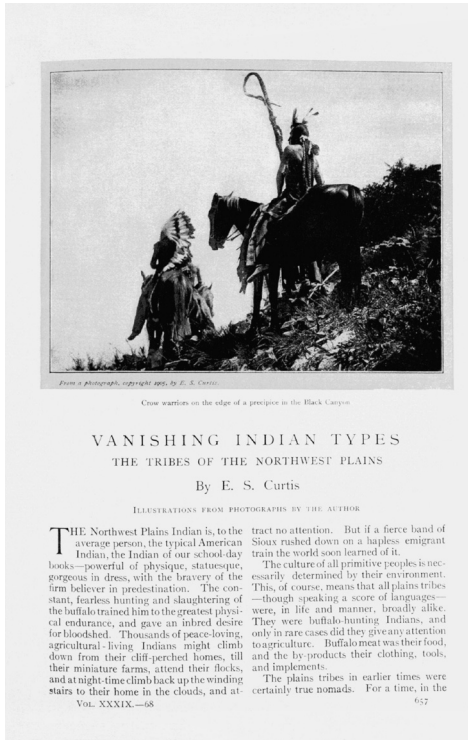 From a photograph, copyright 1905, by E. S. Curtis.
Crow warriors on the edge of a precipice in the Black Canyon
VANISHING INDIAN TYPES
THE TRIBES OF THE NORTHWEST PLAINS
By E. S. Curtis
ILLUSTRATIONS FROM PHOTOGRAPHS BY THE AUTHOR
THE Northwest Plains Indian is, to the
average person, the typical American
Indian, the Indian of our school-day
books—powerful of physique, statuesque,
gorgeous in dress, with the bravery of the
firm believer in predestination. The con-
stant, fearless hunting and slaughtering of
the buffalo trained him to the greatest physi-
cal endurance, and gave an inbred desire
for bloodshed. Thousands of peace-loving,
agricultural-living Indians might climb
down from their cliff-perched homes, till
their miniature farms, attend their flocks,
and at night-time climb back up the winding
stairs to their home in the clouds, and at-
tract no attention. But if a fierce band of
Sioux rushed down on a hapless emigrant
train the world soon learned of it.
The culture of all primitive peoples is nec-
essarily determined by their environment.
This, of course, means that all plains tribes
—though speaking a score of languages—
were, in life and manner, broadly alike.
They were buffalo-hunting Indians, and
only in rare cases did they give any attention
to agriculture. Buffalo meat was their food,
and the by-products their clothing, tools,
and implements.
The plains tribes in earlier times were
certainly true nomads. For a time, in the
VOL. XXXIX.—68
657